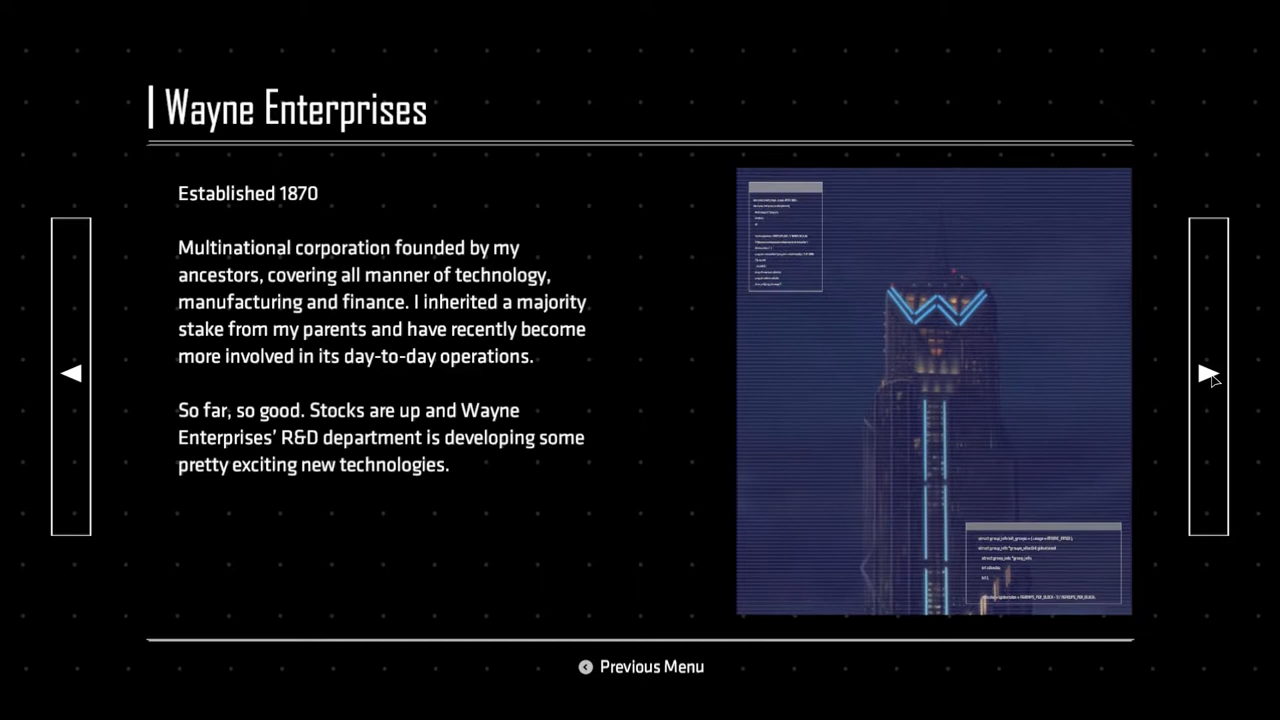 Wayne Enterprises
Established 1870
Multinational corporation founded by my
ancestors, covering all manner of technology,
manufacturing and finance. I inherited a majority
stake from my parents and have recently become
more involved in its day-to-day operations.
So far, so good. Stocks are up and Wayne
Enterprises’ R&D department is developing some
pretty exciting new technologies.
W
Previous Menu